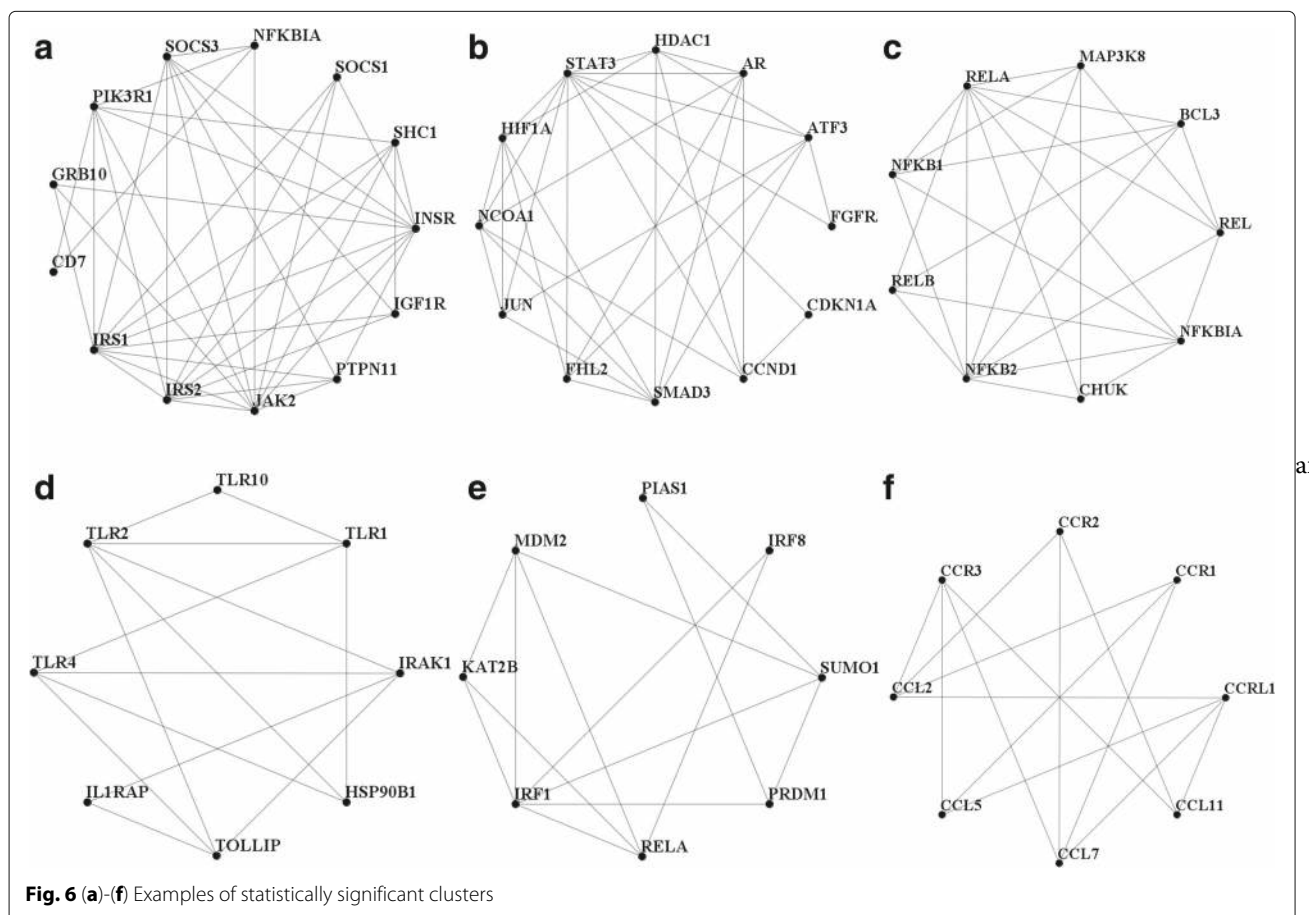 a
SOCS3
NFKBIA
SOCS1
PIK3R1
SHC1
GRB10
INSR
CD7
IGF1R
IRS1
PTPN11
IRS2
JAK2
b
HDAC1
STAT3
AR
HIF1A
ATF3
NCOA1
FGFR
JUN
CDKN1A
FHL2
CCND1
SMAD3
c
MAP3K8
RELA
BCL3
NFKB1
REL
RELB
NFKBIA
NFKB2
CHUK
d
TLR10
TLR2
TLR1
TLR4
IRAK1
IL1RAP
HSP90B1
TOLLIP
e
PIAS1
MDM2
IRF8
KAT2B
SUMO1
IRF1
PRDM1
RELA
f
CCR2
CCR3
CCR1
CCL2
CCRL1
CCL5
CCL11
CCL7
Fig. 6 (a)-(f) Examples of statistically significant clusters